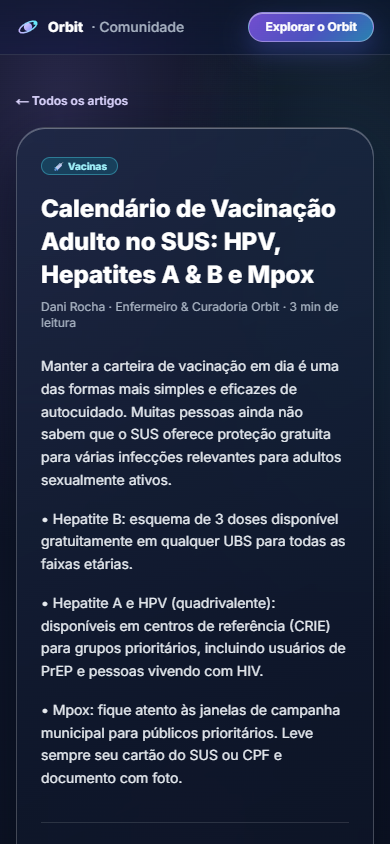 Orbit · Comunidade
Explorar o Orbit
← Todos os artigos
Vacinas
Calendário de Vacinação
Adulto no SUS: HPV,
Hepatites A & B e Mpox
Dani Rocha · Enfermeiro & Curadoria Orbit · 3 min de
leitura
Manter a carteira de vacinação em dia é uma
das formas mais simples e eficazes de
autocuidado. Muitas pessoas ainda não
sabem que o SUS oferece proteção gratuita
para várias infecções relevantes para adultos
sexualmente ativos.
• Hepatite B: esquema de 3 doses disponível
gratuitamente em qualquer UBS para todas as
faixas etárias.
• Hepatite A e HPV (quadrivalente):
disponíveis em centros de referência (CRIE)
para grupos prioritários, incluindo usuários de
PrEP e pessoas vivendo com HIV.
• Mpox: fique atento às janelas de campanha
municipal para públicos prioritários. Leve
sempre seu cartão do SUS ou CPF e
documento com foto.